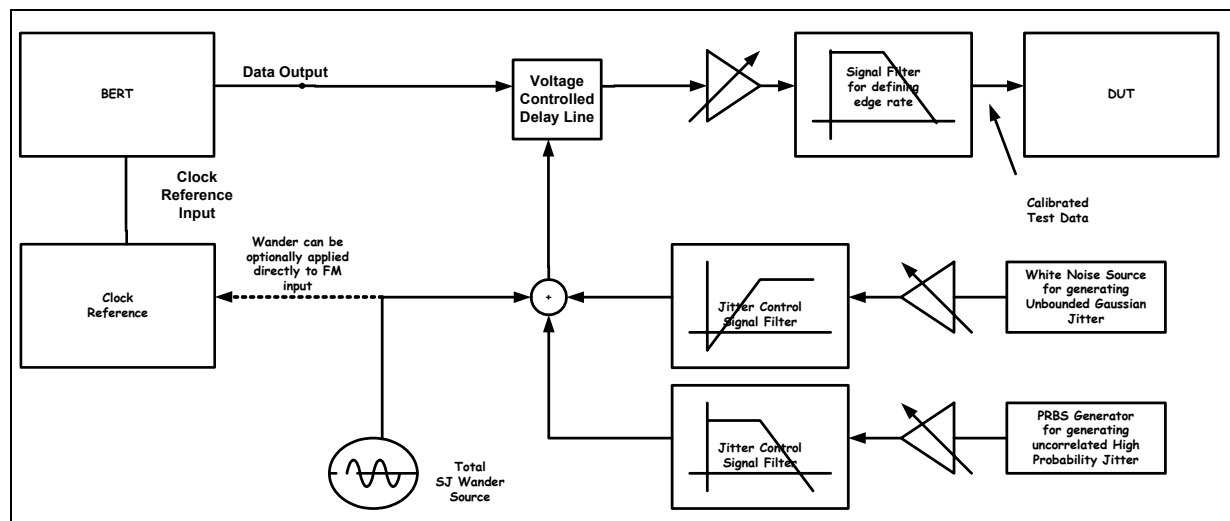 BERT
Data Output
Voltage
Controlled
Delay Line
Signal Filter
for defining
edge rate
DUT
Clock
Reference
Input
Calibrated
Test Data
Wander can be
optionally applied
directly to FM
input
Clock
Reference
+
Jitter Control
Signal Filter
White Noise Source
for generating
Unbounded Gaussian
Jitter
Jitter Control
Signal Filter
PRBS Generator
for generating
uncorrelated High
Probability Jitter
Total
SJ Wander
Source